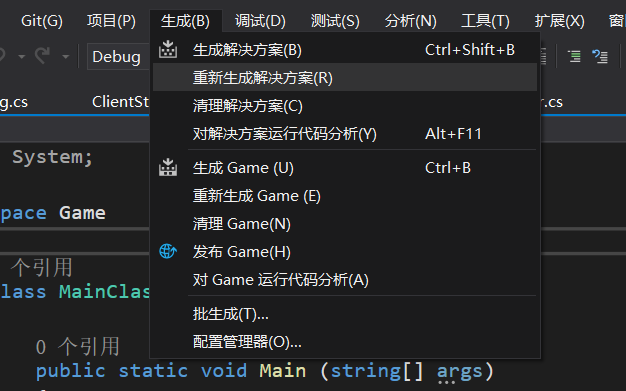 Git(G) 项目(P) 生成(B) 调试(D) 测试(S) 分析(N) 工具(T) 扩展(X) 窗
Debug
生成解决方案(B) Ctrl+Shift+B
重新生成解决方案(R)
g.cs ClientSt r.cs
清理解决方案(C)
对解决方案运行代码分析(Y) Alt+F11
System;
生成 Game (U) Ctrl+B
重新生成 Game (E)
pace Game
清理 Game(N)
发布 Game(H)
个引用
对 Game 运行代码分析(A)
lass MainClas
批生成(T)...
配置管理器(O)...
0 个引用
public static void Main (string[] args)